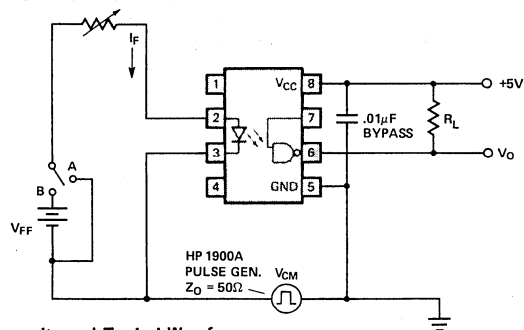 I_F
1
V_CC 8
+5V
2
7
.01μF
BYPASS
R_L
3
6
V_O
A
4
GND 5
B
V_FF
HP 1900A
PULSE GEN.
Z_O = 50Ω
V_CM